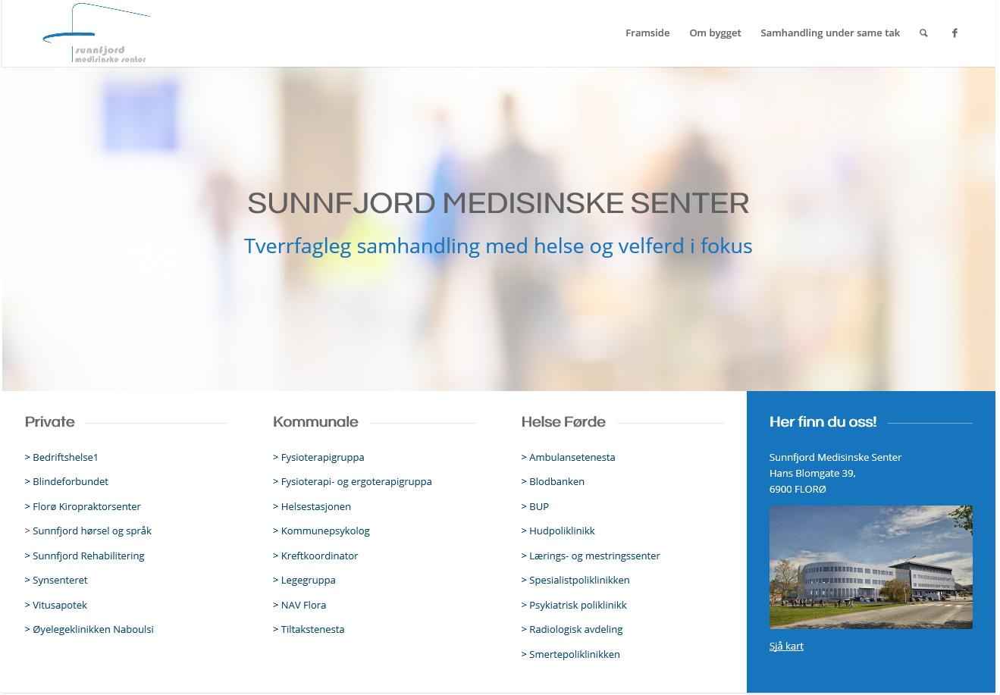 sunnfjord
medisinske senter
Framside
Om bygget
Samhandling under same tak
SUNNFJORD MEDISINSKE SENTER
Tverrfagleg samhandling med helse og velferd i fokus
Private
> Bedriftshelse1
> Blindeforbundet
> Florø Kiropraktorsenter
> Sunnfjord hørsel og språk
> Sunnfjord Rehabilitering
> Synsenteret
> Vitusapotek
> Øyelegeklinikken Naboulsi
Kommunale
> Fysioterapigruppa
> Fysioterapi- og ergoterapigruppa
> Helsestasjonen
> Kommunepsykolog
> Kreftkoordinator
> Legegruppa
> NAV Flora
> Tiltakstenesta
Helse Førde
> Ambulansetenesta
> Blodbanken
> BUP
> Hudpoliklinikk
> Lærings- og mestringssenter
> Spesialistpoliklinikken
> Psykiatrisk poliklinikk
> Radiologisk avdeling
> Smertepoliklinikken
Her finn du oss!
Sunnfjord Medisinske Senter
Hans Blomgate 39,
6900 FLORØ
Sjå kart